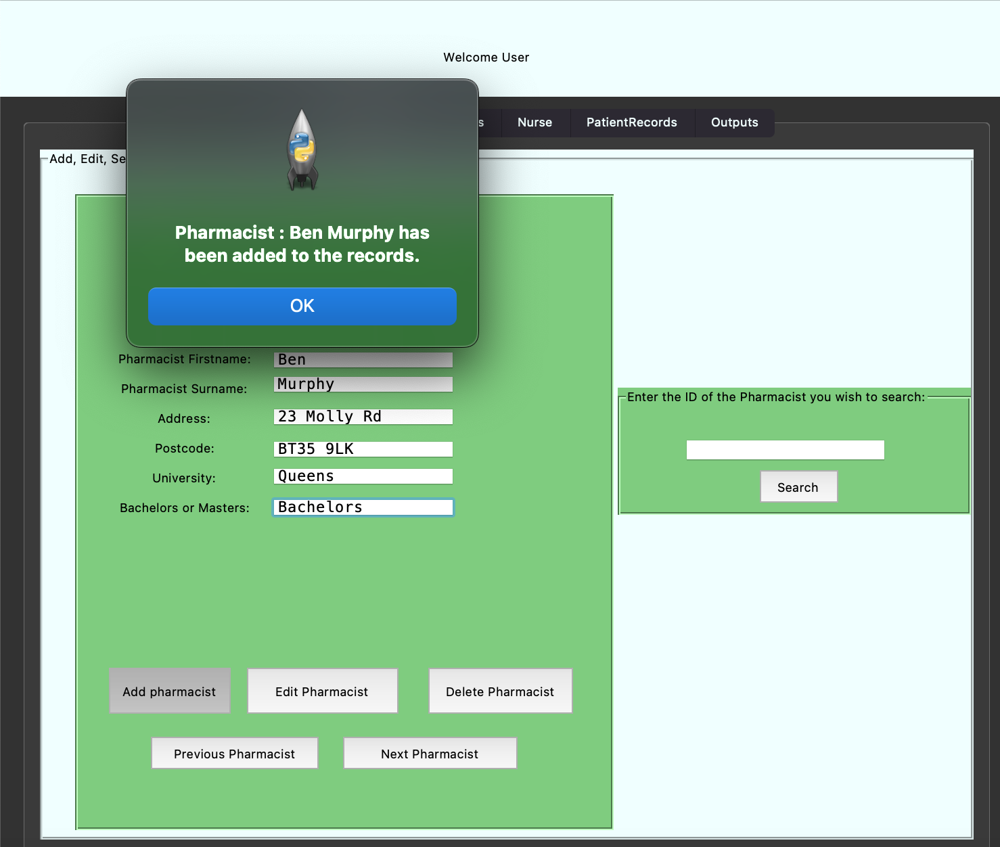 Welcome User
s Nurse PatientRecords Outputs
Add, Edit, Se
Pharmacist : Ben Murphy has
been added to the records.
OK
Pharmacist Firstname: Ben
Pharmacist Surname: Murphy
Address: 23 Molly Rd
Postcode: BT35 9LK
University: Queens
Bachelors or Masters: Bachelors
Enter the ID of the Pharmacist you wish to search:
Search
Add pharmacist Edit Pharmacist Delete Pharmacist
Previous Pharmacist Next Pharmacist